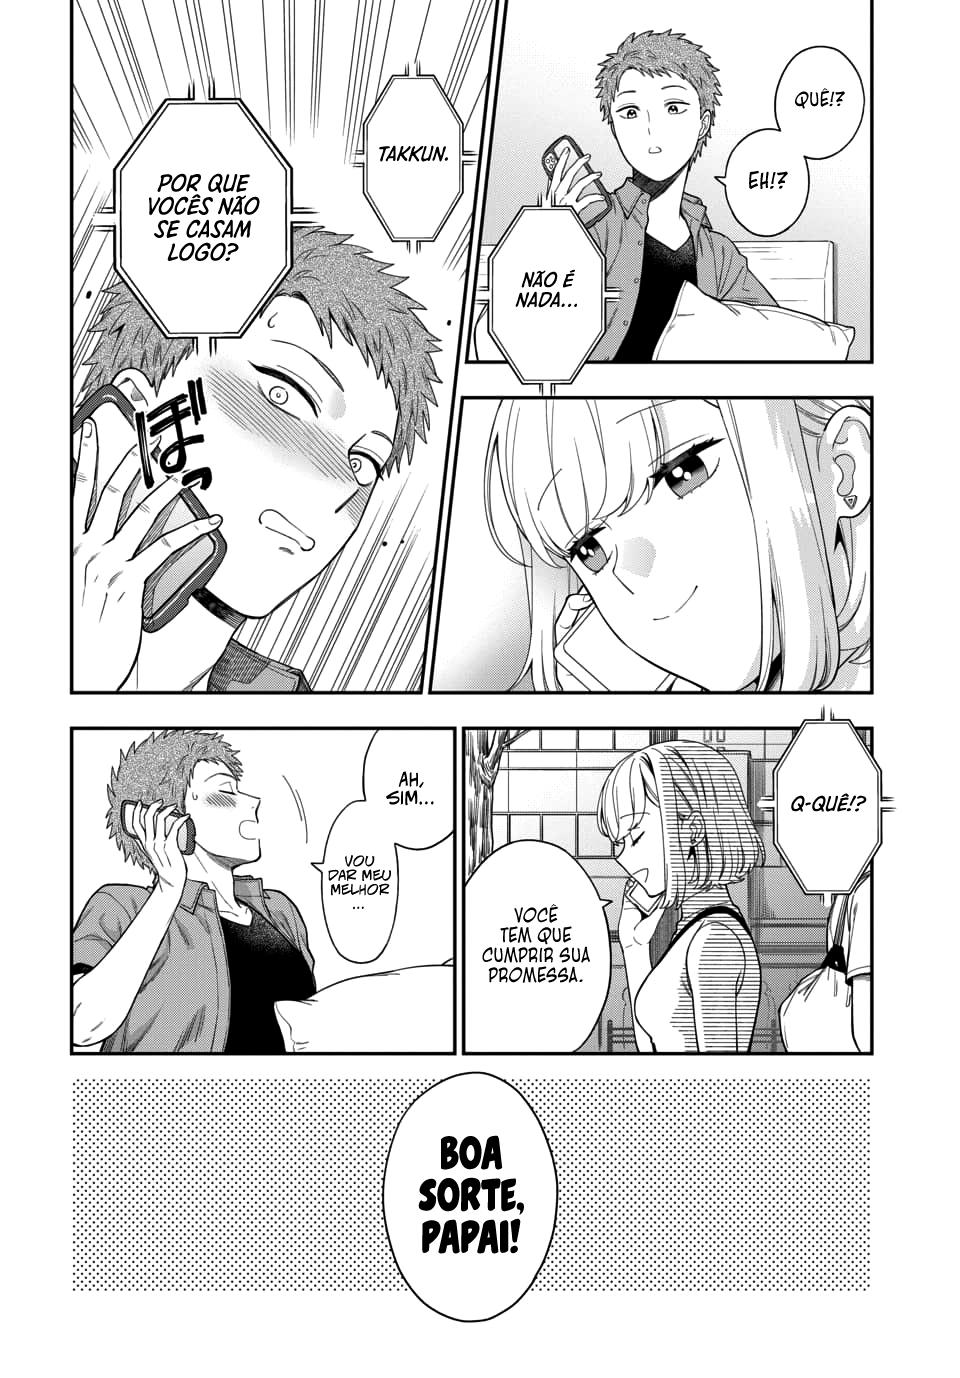 QUÊ!?
EH!?
NÃO É
NADA...
TAKKUN.
POR QUE
VOCÊS NÃO
SE CASAM
LOGO?
ぼっ
Q-QUÊ!?
VOCÊ
TEM QUE
CUMPRIR SUA
PROMESSA.
AH,
SIM...
VOU
DAR MEU
MELHOR
...
BOA
SORTE,
PAPAI!